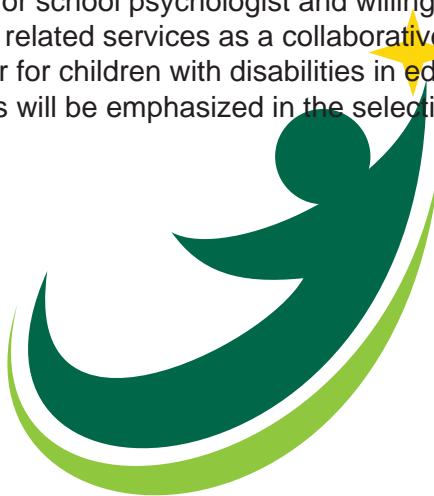 or school psychologist and willing
related services as a collaborative
r for children with disabilities in ed
s will be emphasized in the selecti